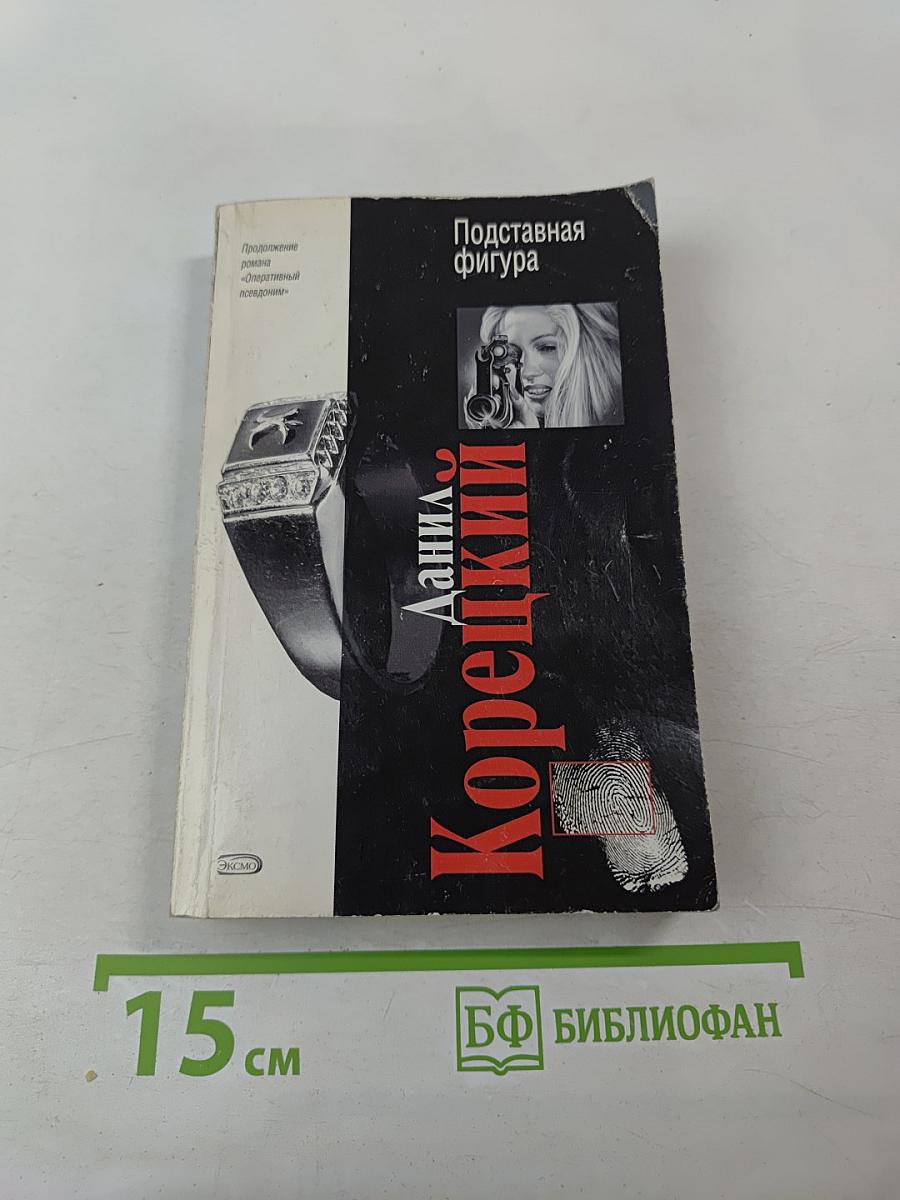 Продолжение
романа
«Оперативный
псевдоним»
Подставная
фигура
Данил
Корецкий
ЭКСМО
15 см
БФ БИБЛИОФАН